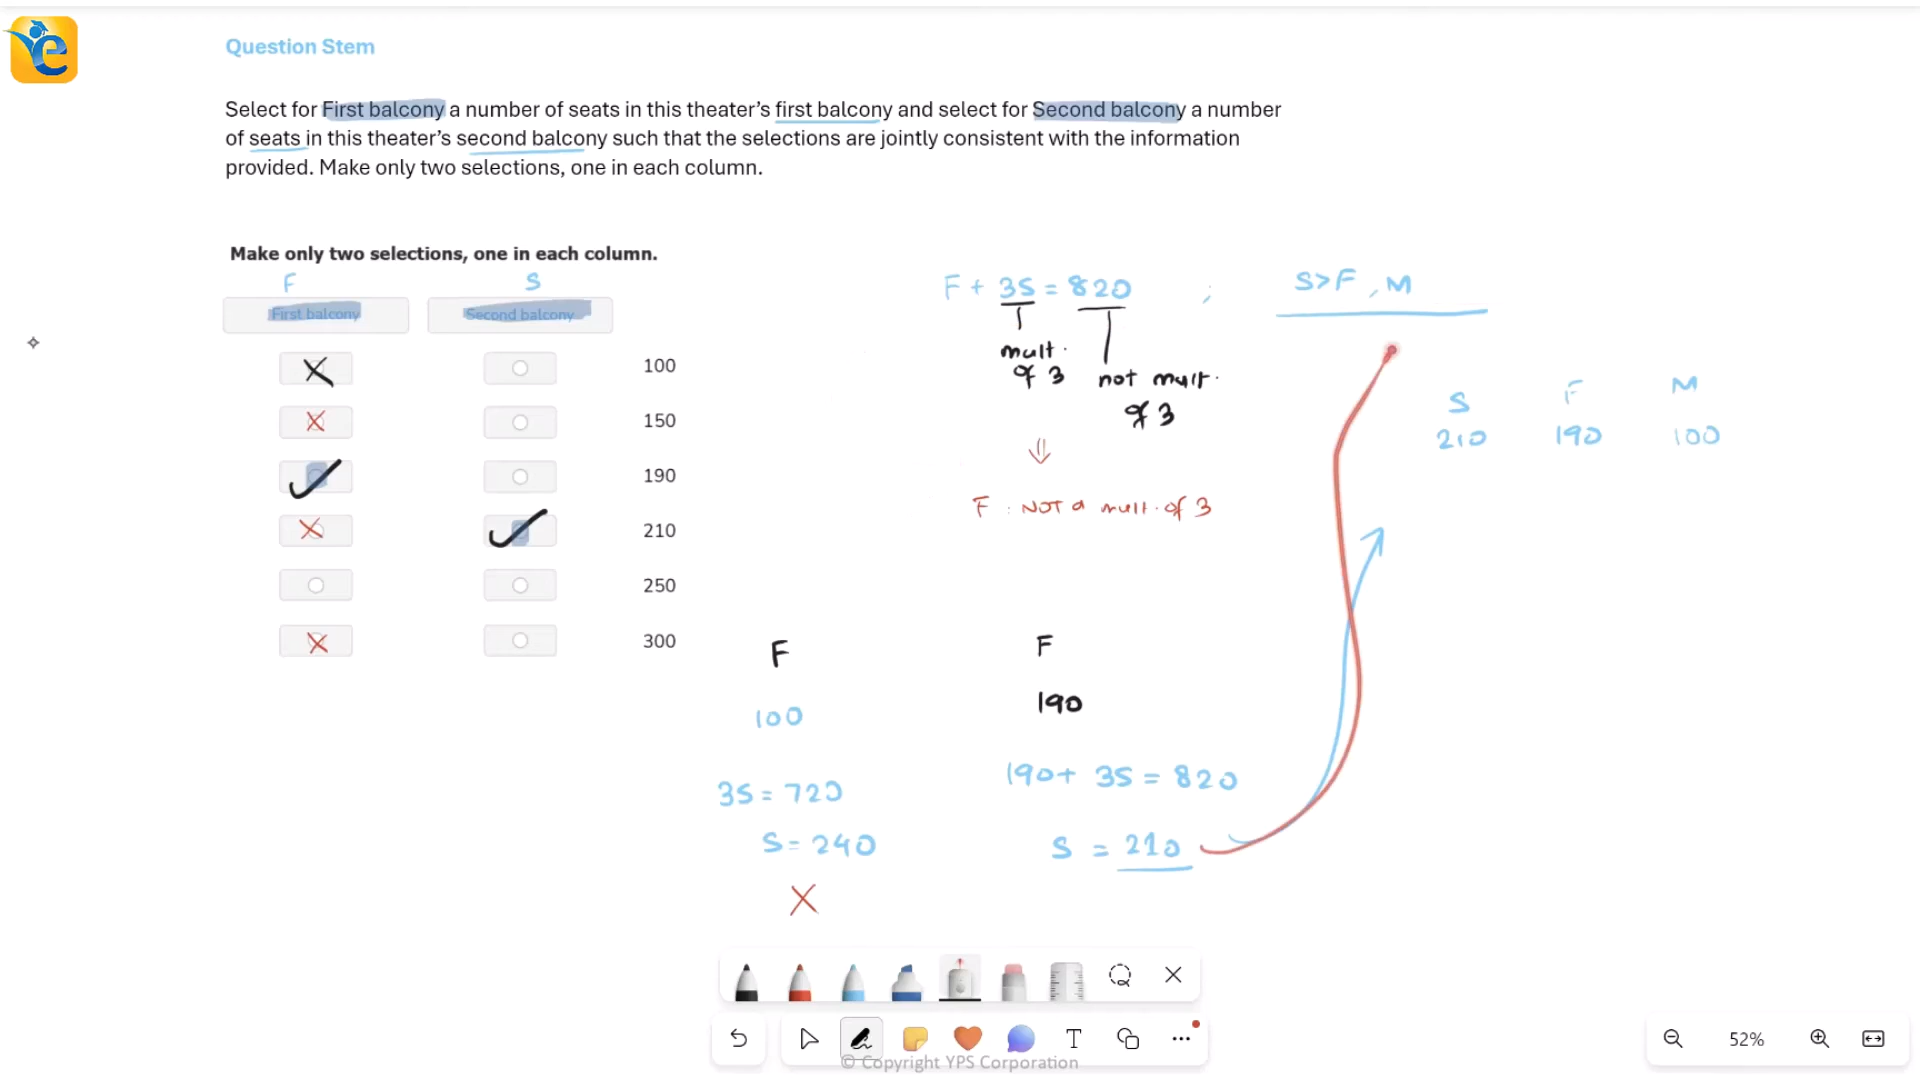 Question Stem
Select for First balcony a number of seats in this theater's first balcony and select for Second balcony a number
of seats in this theater's second balcony such that the selections are jointly consistent with the information
provided. Make only two selections, one in each column.
Make only two selections, one in each column.
F S
First balcony Second balcony
100
150
190
210
250
300
F + 3S = 820 ; S>F , M
mult. of 3
not mult. of 3
⇓
F : NOT a mult. of 3
S F M
210 190 100
F
100
3S = 720
S = 240
X
F
190
190 + 3S = 820
S = 210
T
52%
© Copyright YPS Corporation